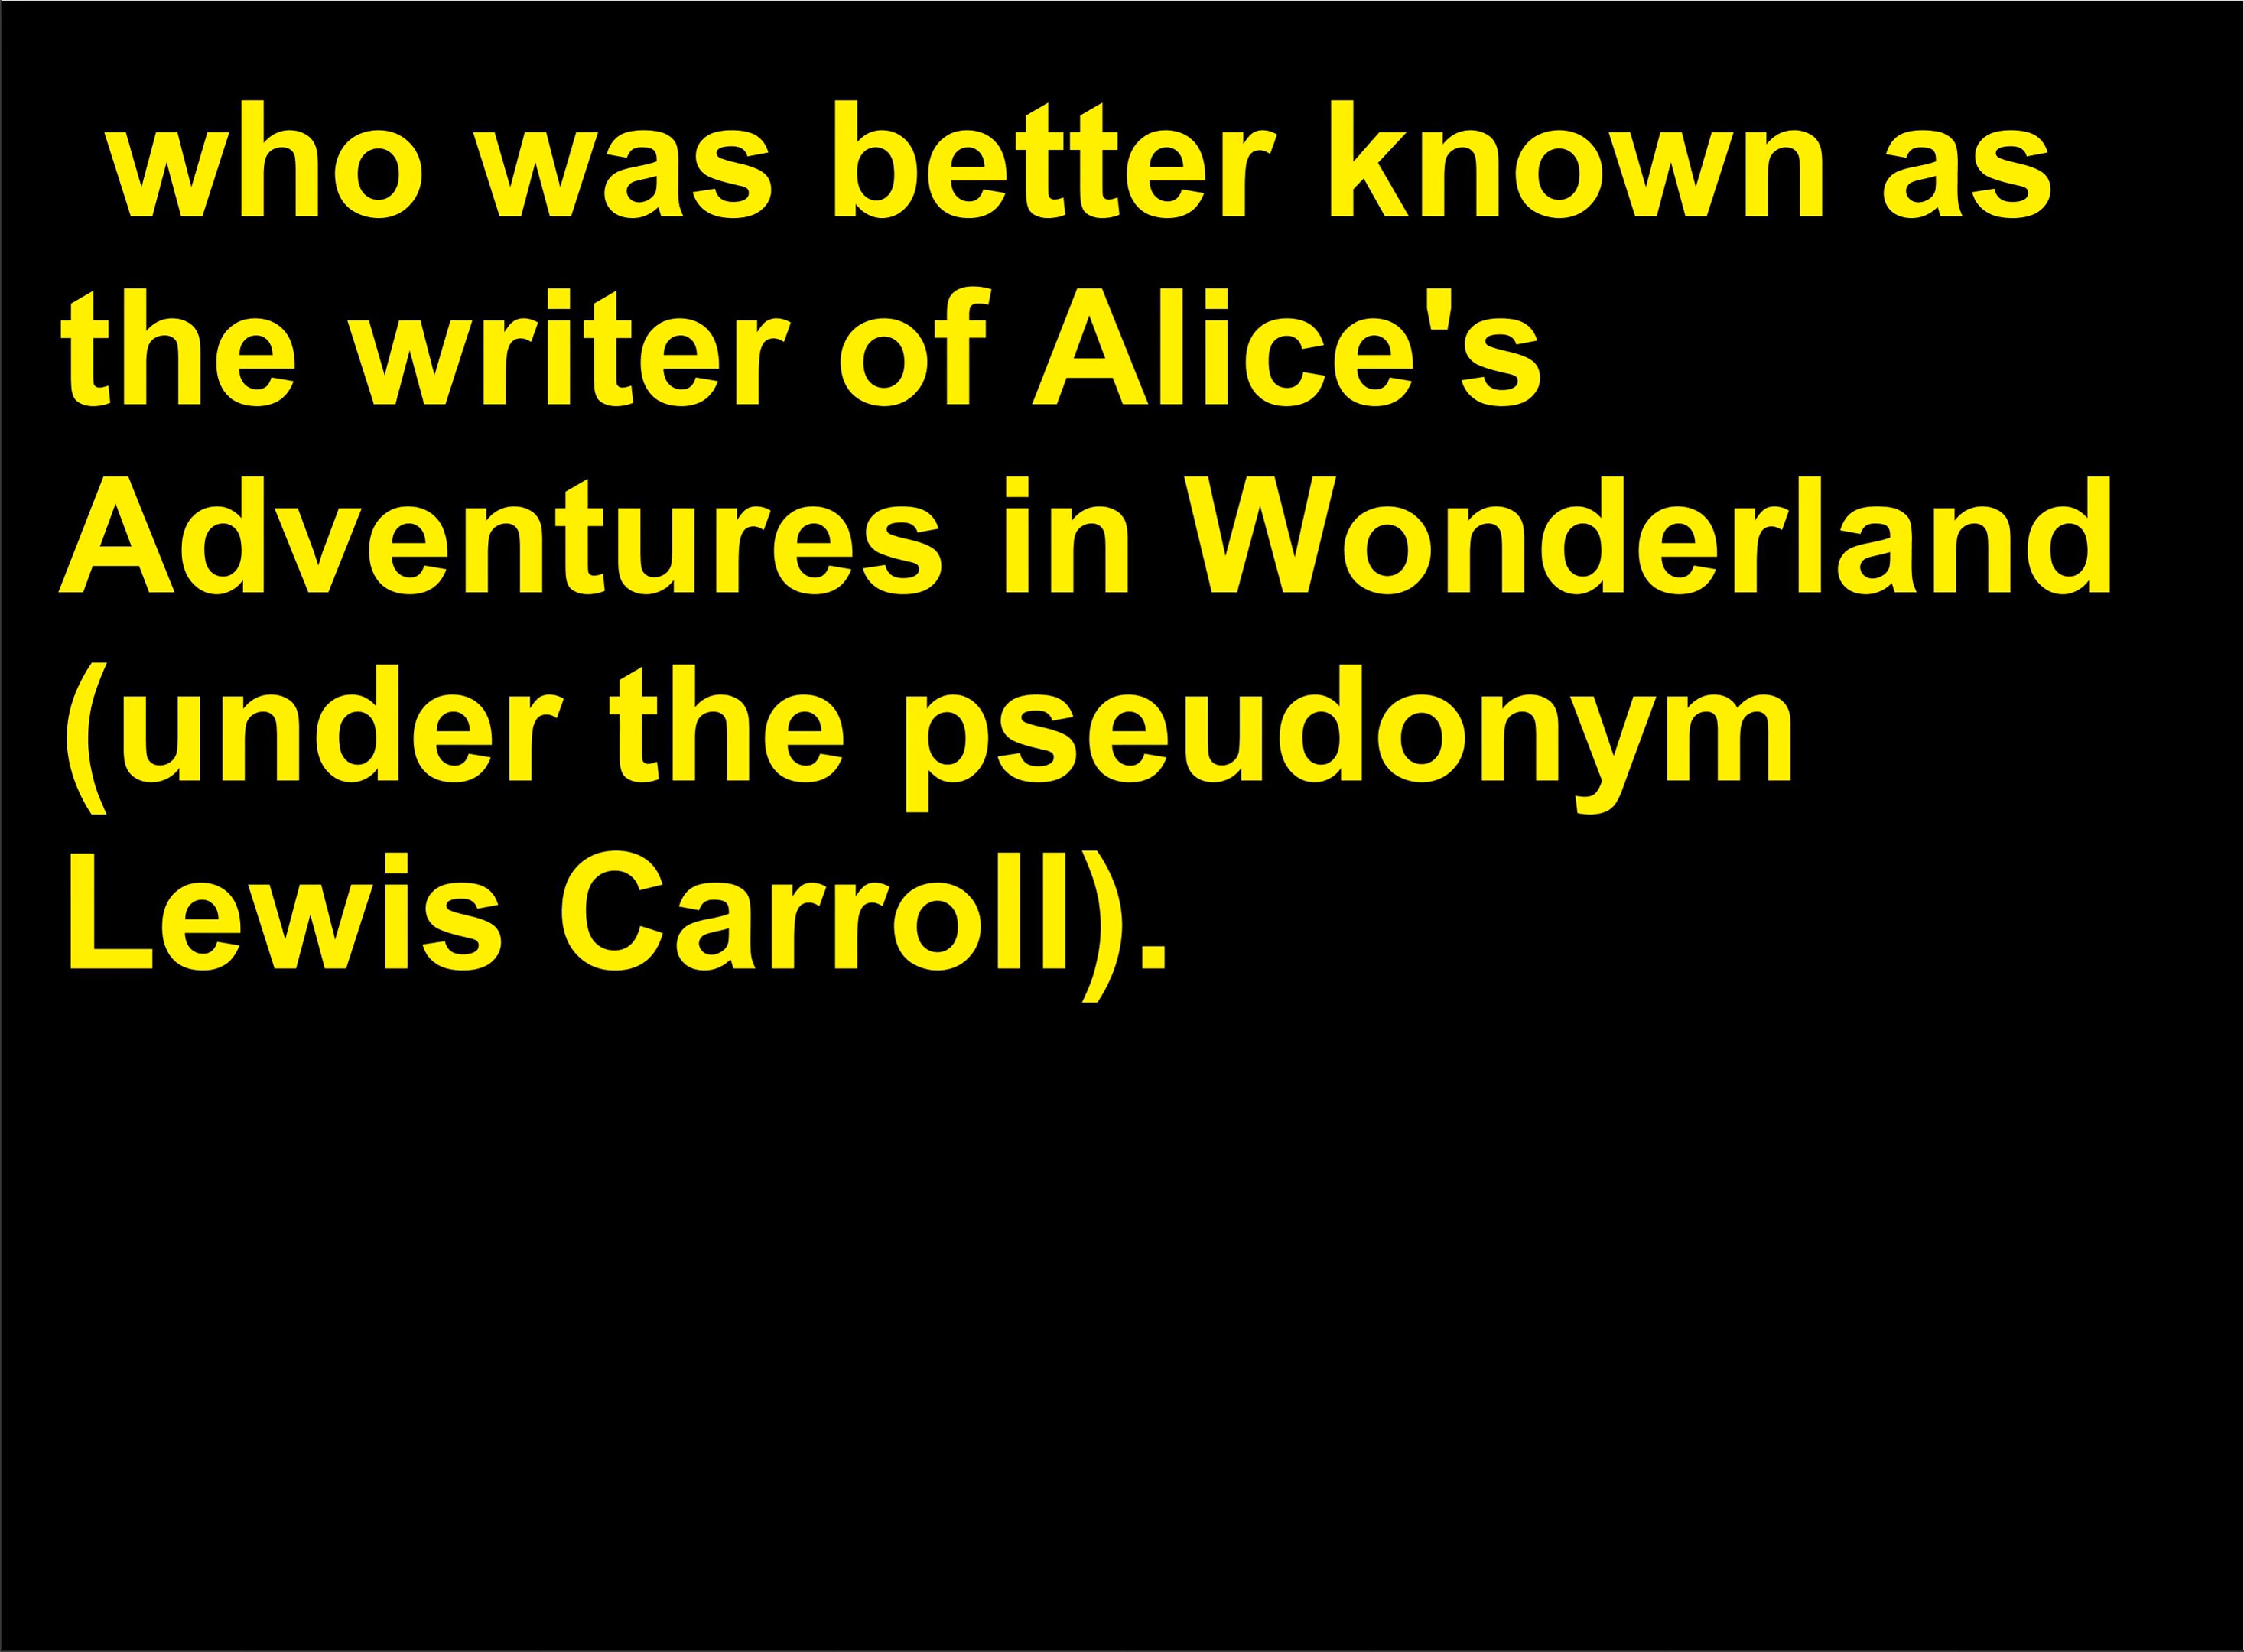 who was better known as
the writer of Alice's
Adventures in Wonderland
(under the pseudonym
Lewis Carroll).